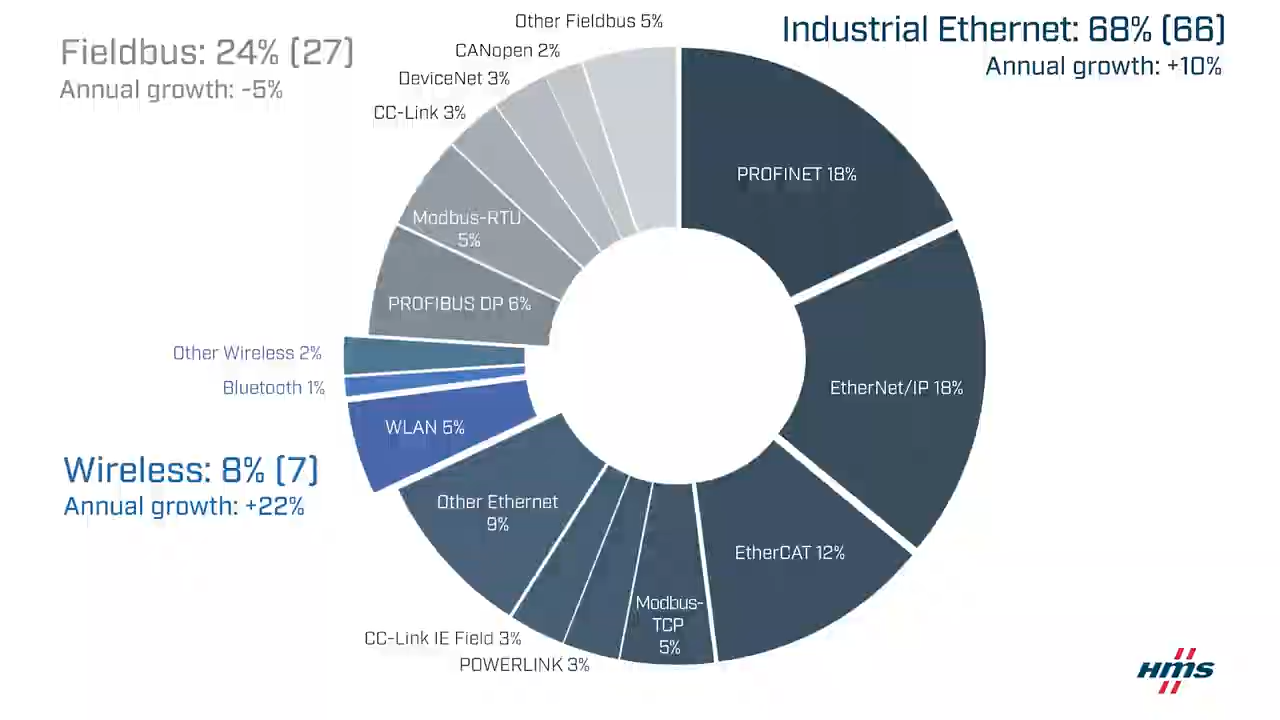 Fieldbus: 24% (27)
Annual growth: -5%
Industrial Ethernet: 68% (66)
Annual growth: +10%
Other Fieldbus 5%
CANopen 2%
DeviceNet 3%
CC-Link 3%
Modbus-RTU
5%
PROFIBUS DP 6%
Other Wireless 2%
Bluetooth 1%
WLAN 5%
Wireless: 8% (7)
Annual growth: +22%
PROFINET 18%
EtherNet/IP 18%
EtherCAT 12%
Modbus-
TCP
5%
POWERLINK 3%
CC-Link IE Field 3%
Other Ethernet
9%
HMS